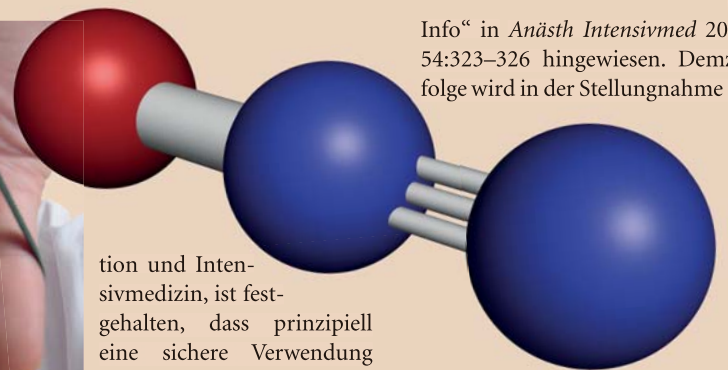 Info“ in Anästh Intensivmed 20
54:323–326 hingewiesen. Demz
folge wird in der Stellungnahme
tion und Inten-
sivmedizin, ist fest-
gehalten, dass prinzipiell
eine sichere Verwendung